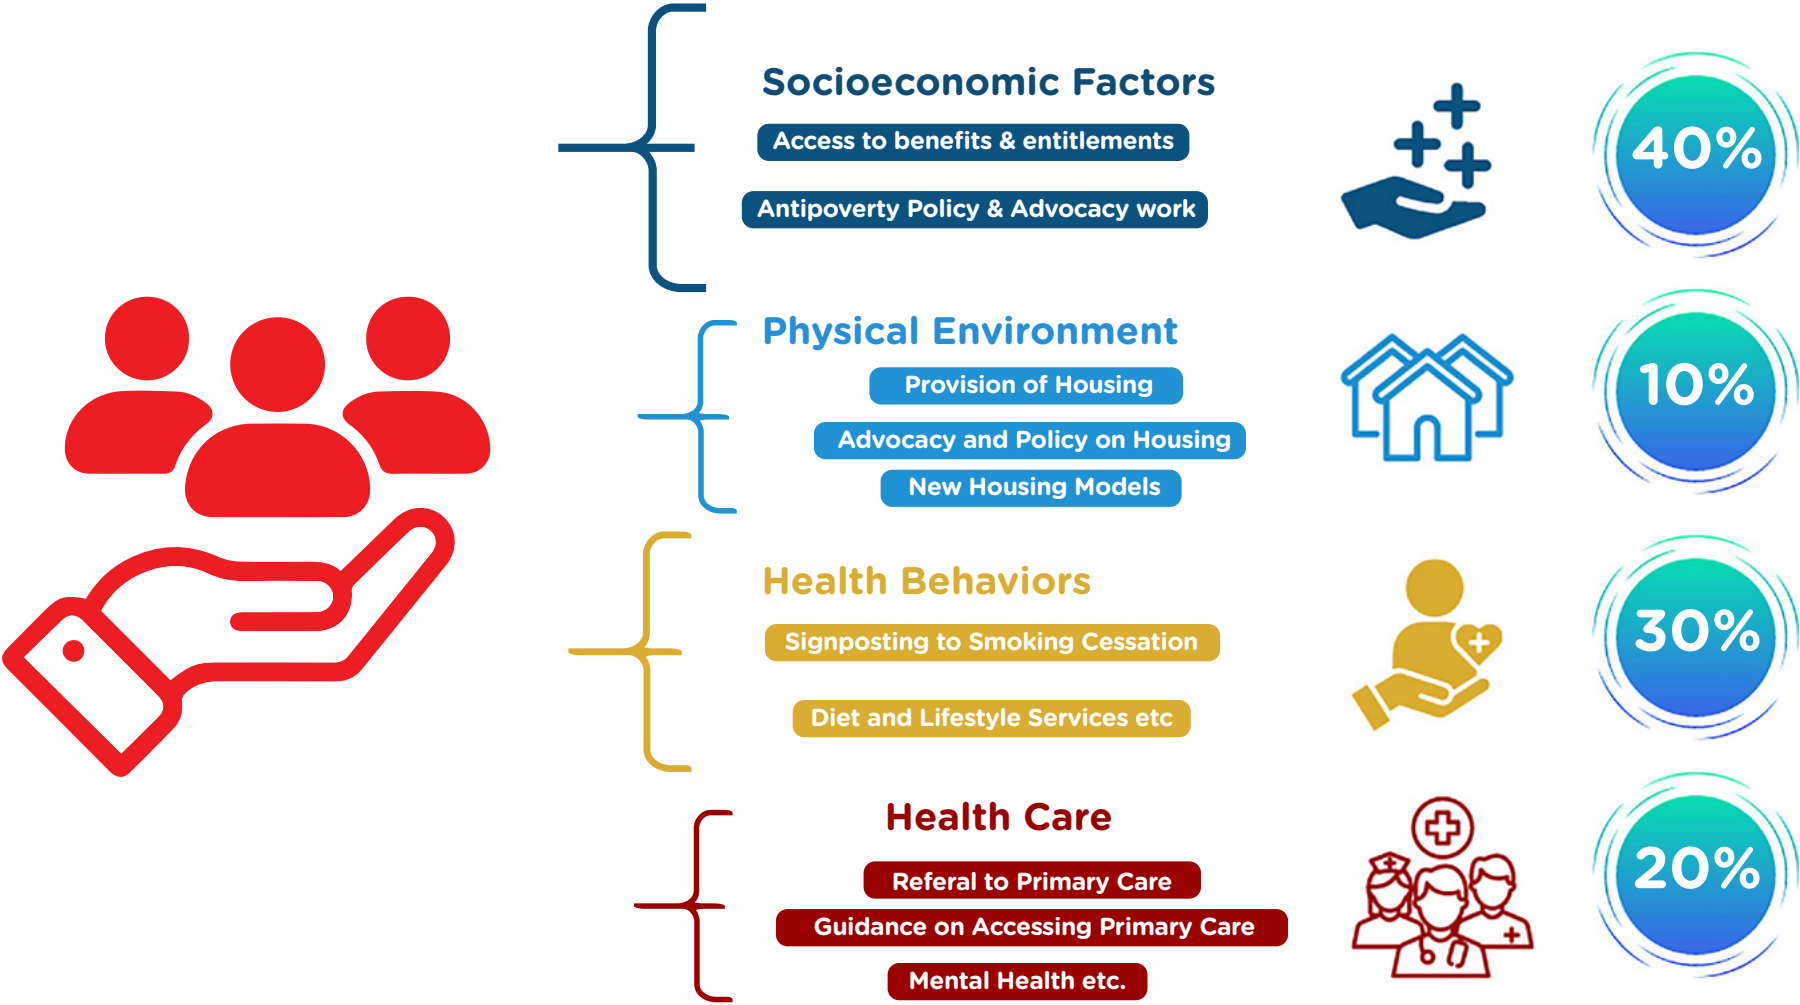 Socioeconomic Factors
Access to benefits & entitlements
Antipoverty Policy & Advocacy work
40%
Physical Environment
Provision of Housing
Advocacy and Policy on Housing
New Housing Models
10%
Health Behaviors
Signposting to Smoking Cessation
Diet and Lifestyle Services etc
30%
Health Care
Referal to Primary Care
Guidance on Accessing Primary Care
Mental Health etc.
20%